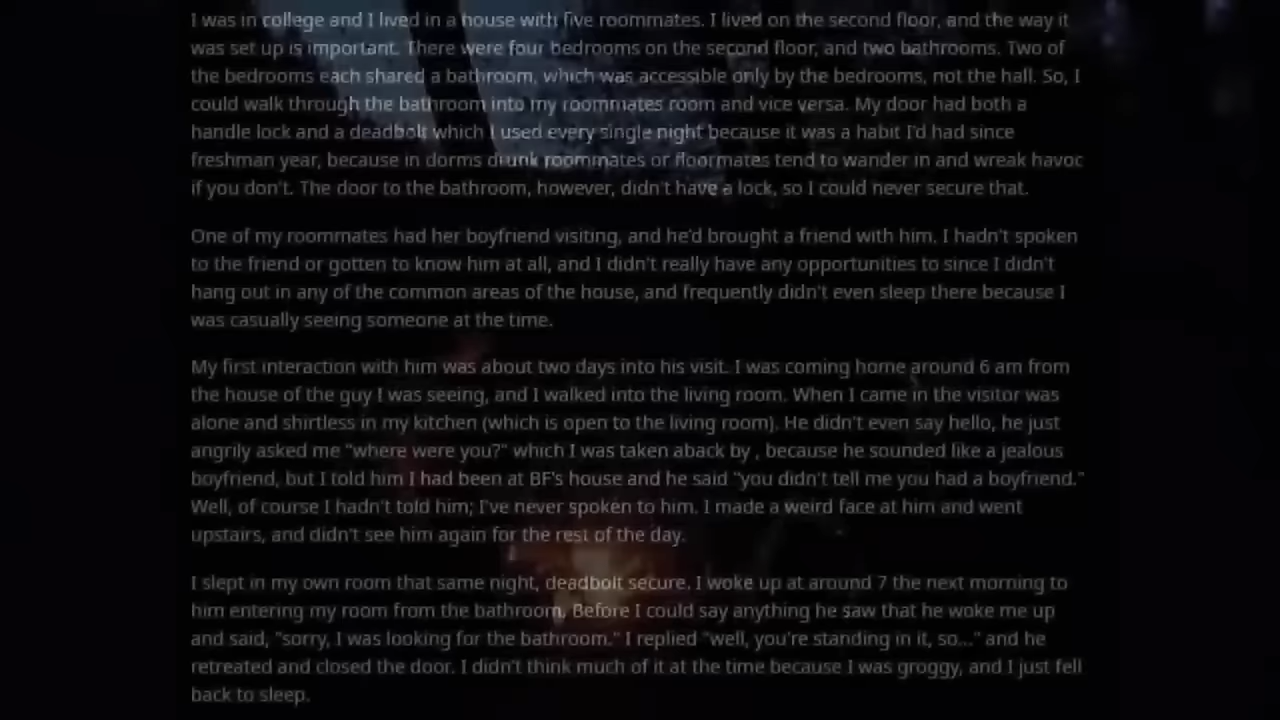 I was in college and I lived in a house with five roommates. I lived on the second floor, and the way it
was set up is important. There were four bedrooms on the second floor, and two bathrooms. Two of
the bedrooms each shared a bathroom, which was accessible only by the bedrooms, not the hall. So, I
could walk through the bathroom into my roommates room and vice versa. My door had both a
handle lock and a deadbolt which I used every single night because it was a habit I'd had since
freshman year, because in dorms drunk roommates or floormates tend to wander in and wreak havoc
if you don't. The door to the bathroom, however, didn't have a lock, so I could never secure that.
One of my roommates had her boyfriend visiting, and he'd brought a friend with him. I hadn't spoken
to the friend or gotten to know him at all, and I didn't really have any opportunities to since I didn't
hang out in any of the common areas of the house, and frequently didn't even sleep there because I
was casually seeing someone at the time.
My first interaction with him was about two days into his visit. I was coming home around 6 am from
the house of the guy I was seeing, and I walked into the living room. When I came in the visitor was
alone and shirtless in my kitchen (which is open to the living room). He didn't even say hello, he just
angrily asked me "where were you?" which I was taken aback by , because he sounded like a jealous
boyfriend, but I told him I had been at BF's house and he said "you didn't tell me you had a boyfriend."
Well, of course I hadn't told him; I've never spoken to him. I made a weird face at him and went
upstairs, and didn't see him again for the rest of the day.
I slept in my own room that same night, deadbolt secure. I woke up at around 7 the next morning to
him entering my room from the bathroom. Before I could say anything he saw that he woke me up
and said, "sorry, I was looking for the bathroom." I replied "well, you're standing in it, so..." and he
retreated and closed the door. I didn't think much of it at the time because I was groggy, and I just fell
back to sleep.